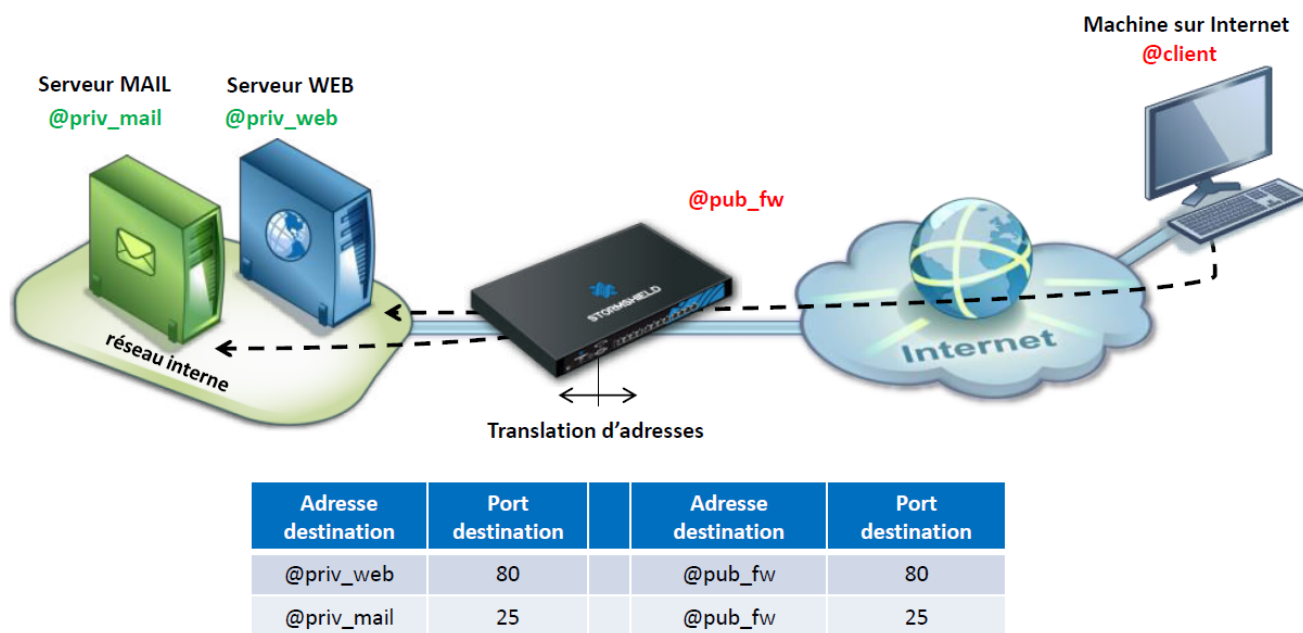 Machine sur Internet
@client
Serveur MAIL
@priv_mail
Serveur WEB
@priv_web
@pub_fw
STORMSHIELD
Internet
réseau interne
Translation d'adresses
Adresse destination Port destination Adresse destination Port destination
@priv_web 80 @pub_fw 80
@priv_mail 25 @pub_fw 25